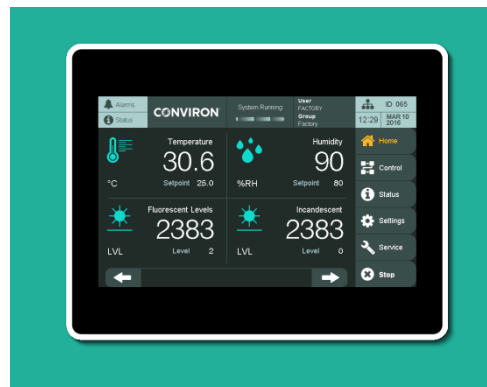 Alarms
Status
CONVIRON
System Running
User
FACTORY
Group
Factory
ID 065
12:29
MAR 10
2016
Temperature
30.6
°C
Setpoint 25.0
Humidity
90
%RH
Setpoint 80
Fluorescent Levels
2383
LVL
Level 2
Incandescent
2383
LVL
Level 0
Home
Control
Status
Settings
Service
Stop